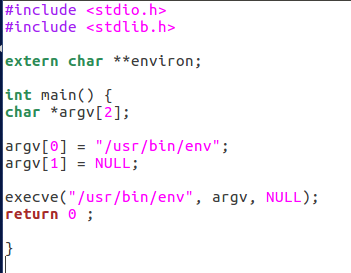 #include <stdio.h>
#include <stdlib.h>
extern char **environ;
int main() {
char *argv[2];
argv[0] = "/usr/bin/env";
argv[1] = NULL;
execve("/usr/bin/env", argv, NULL);
return 0 ;
}